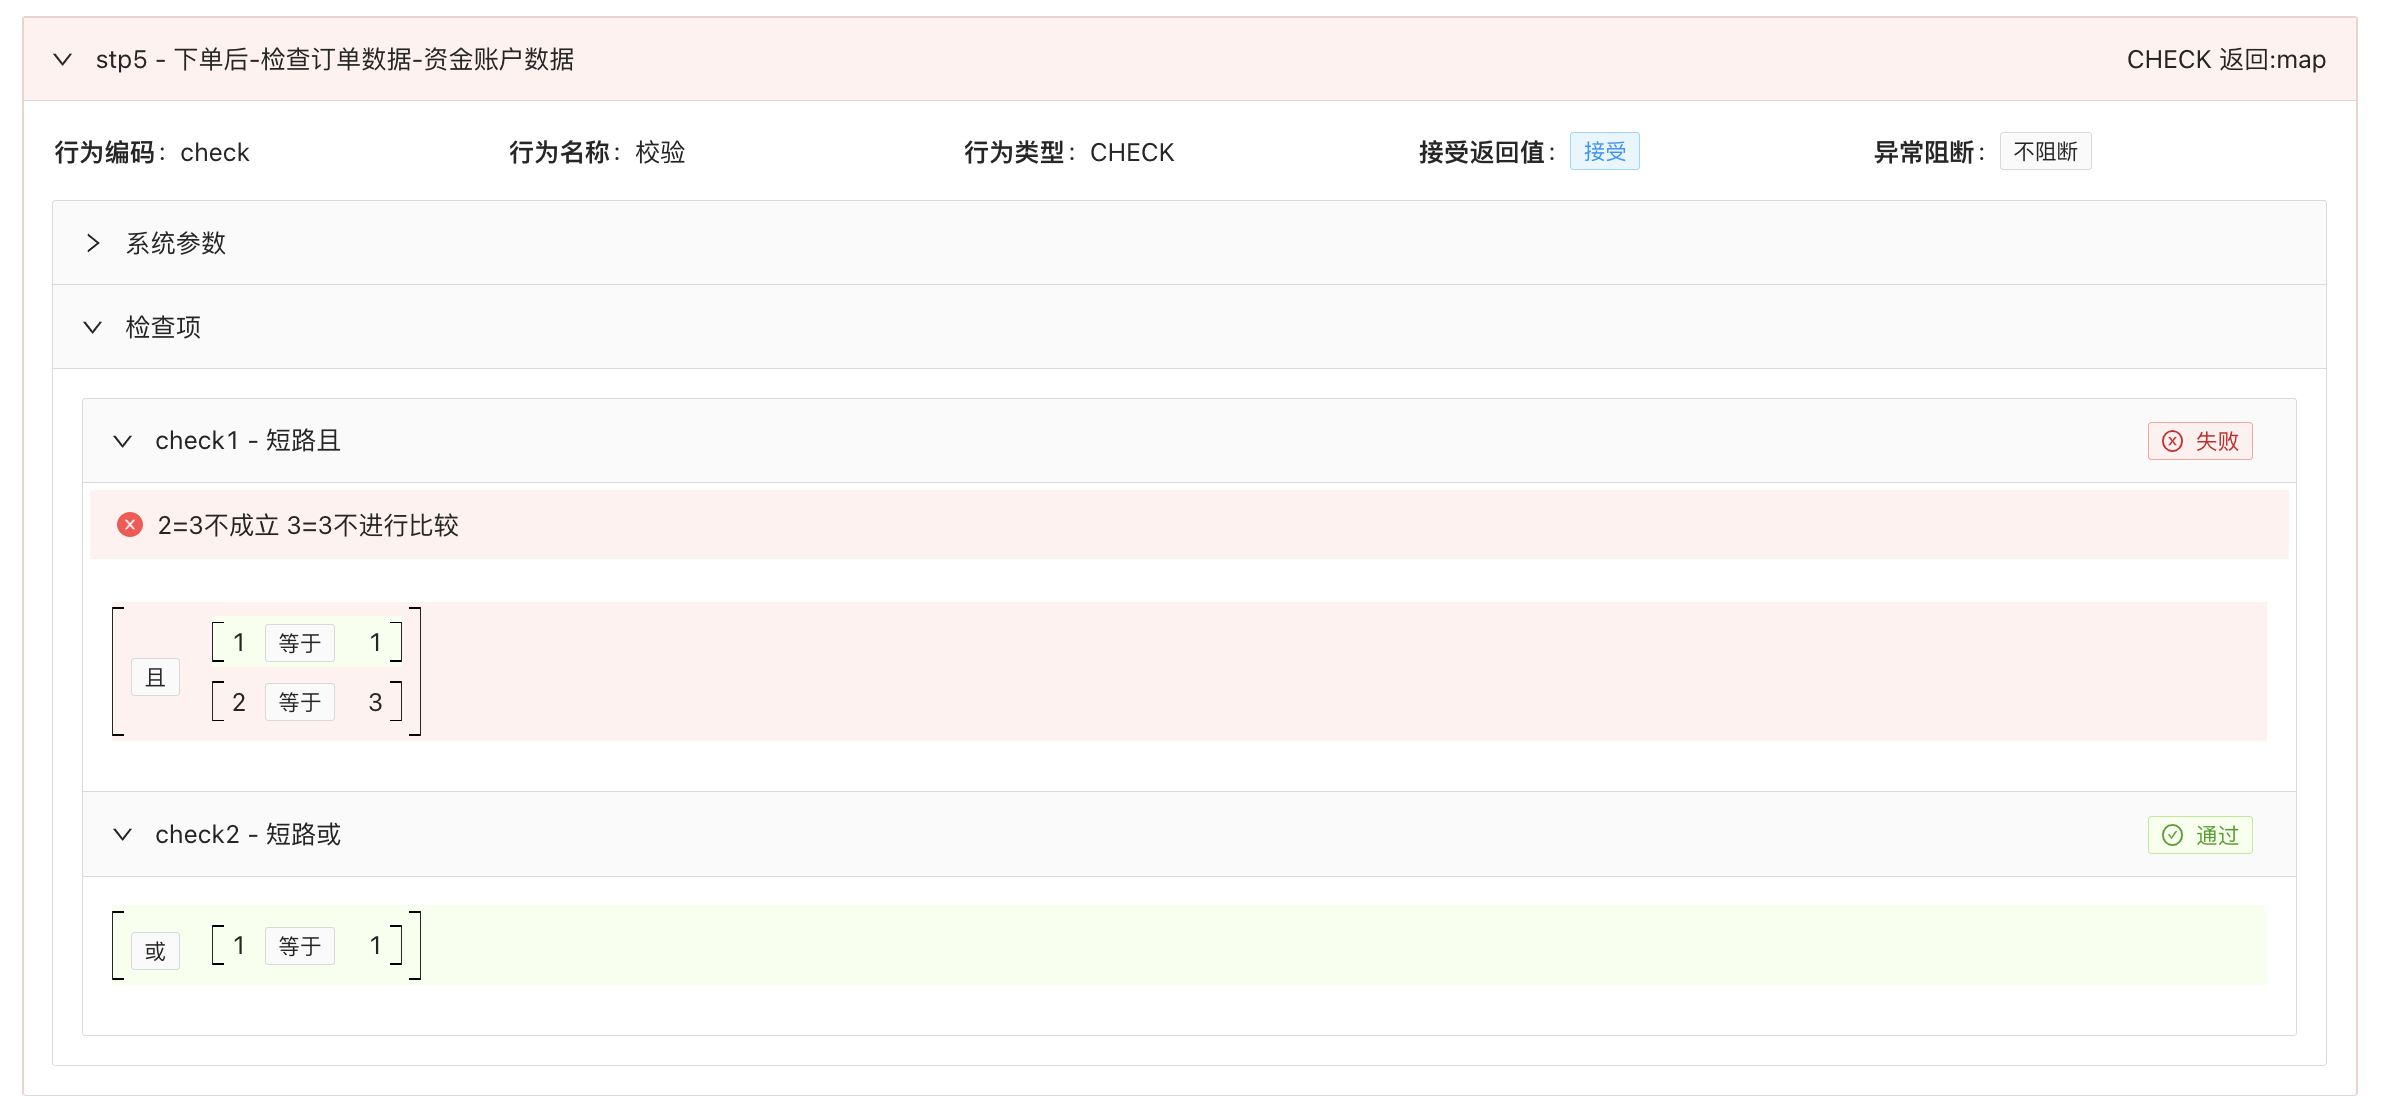 stp5 - 下单后-检查订单数据-资金账户数据 CHECK 返回:map
行为编码: check 行为名称: 校验 行为类型: CHECK 接受返回值: 接受 异常阻断: 不阻断
系统参数
检查项
check1 - 短路且 失败
2=3不成立 3=3不进行比较
1 等于 1
且
2 等于 3
check2 - 短路或 通过
或 1 等于 1